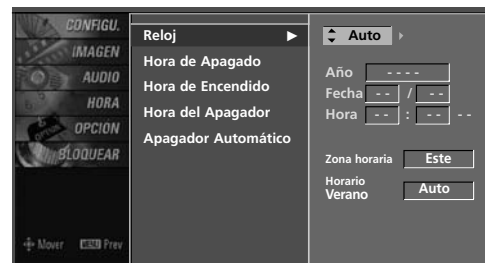 CONFIGU.
IMAGEN
AUDIO
HORA
OPCIÓN
BLOQUEAR
Mover MENU Prev
Reloj
Hora de Apagado
Hora de Encendido
Hora del Apagador
Apagador Automático
Auto
Año - - - -
Fecha - - / - -
Hora - - : - - - -
Zona horaria Este
Horario
Verano Auto